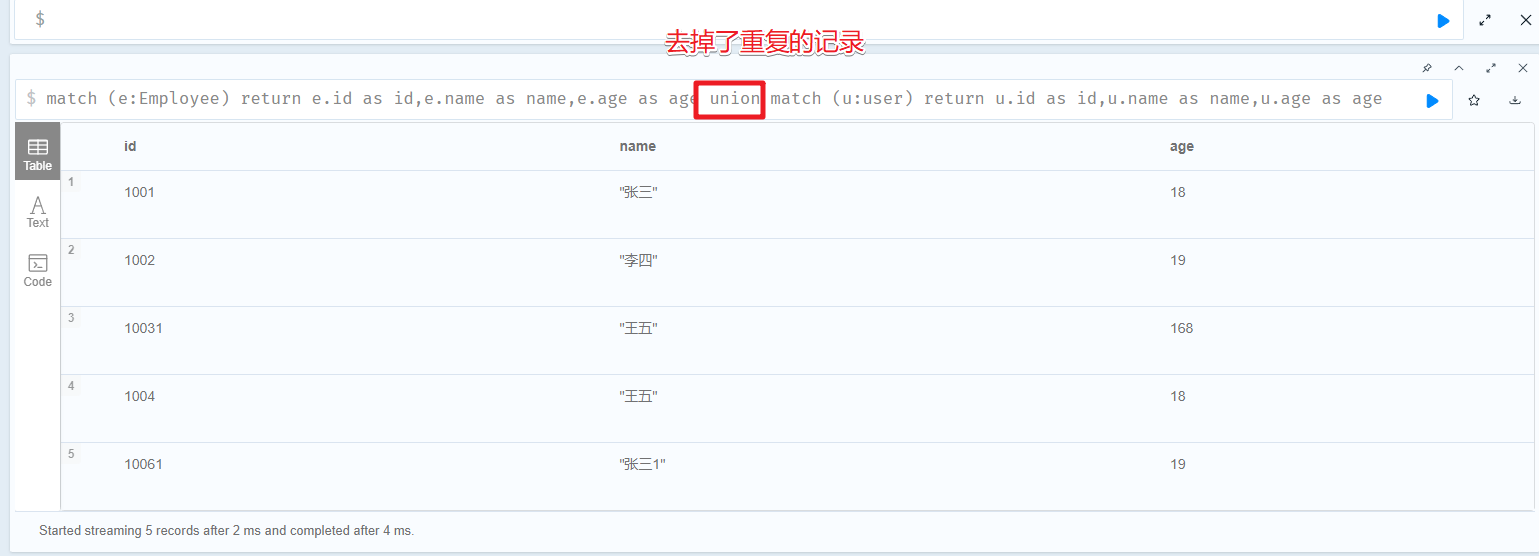 $
去掉了重复的记录
$ match (e:Employee) return e.id as id,e.name as name,e.age as age union match (u:user) return u.id as id,u.name as name,u.age as age
Table
Text
Code
id name age
1 1001 "张三" 18
2 1002 "李四" 19
3 10031 "王五" 168
4 1004 "王五" 18
5 10061 "张三1" 19
Started streaming 5 records after 2 ms and completed after 4 ms.